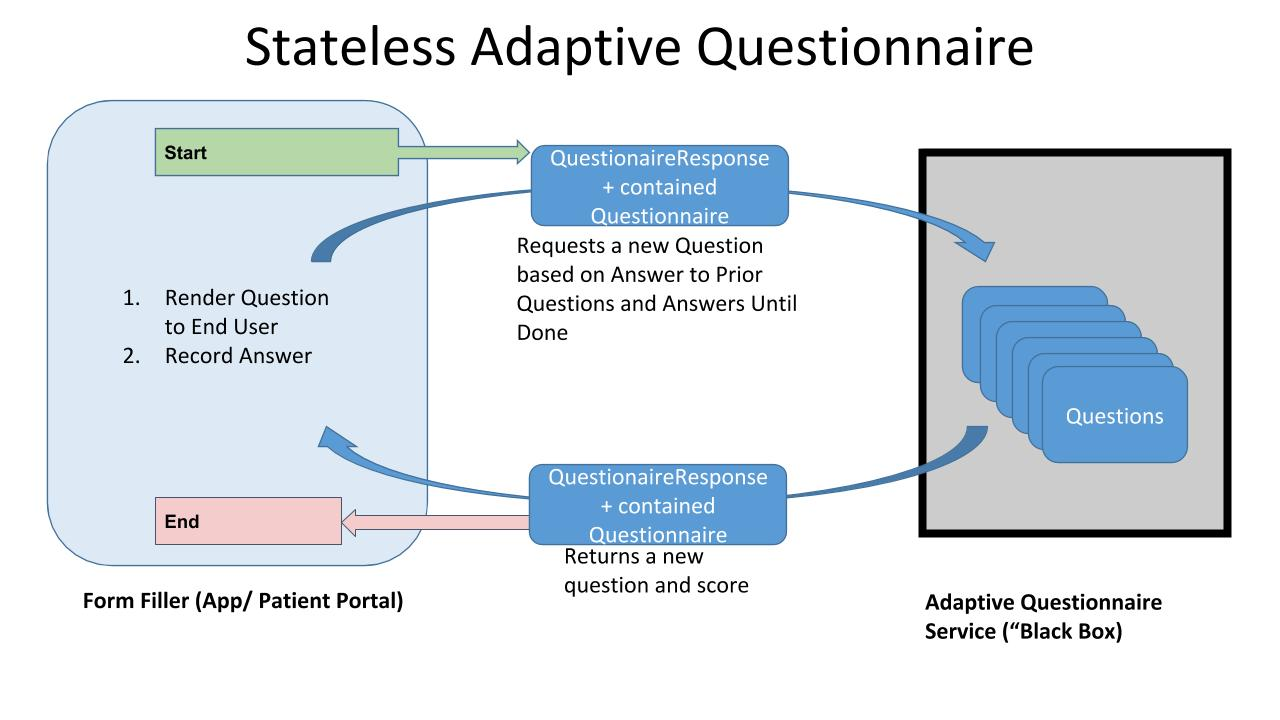 Stateless Adaptive Questionnaire
Start
QuestionaireResponse
+ contained
Questionnaire
Requests a new Question
based on Answer to Prior
Questions and Answers Until
Done
1. Render Question
to End User
2. Record Answer
Questions
QuestionaireResponse
+ contained
Questionnaire
End
Returns a new
question and score
Form Filler (App/ Patient Portal)
Adaptive Questionnaire
Service (“Black Box)